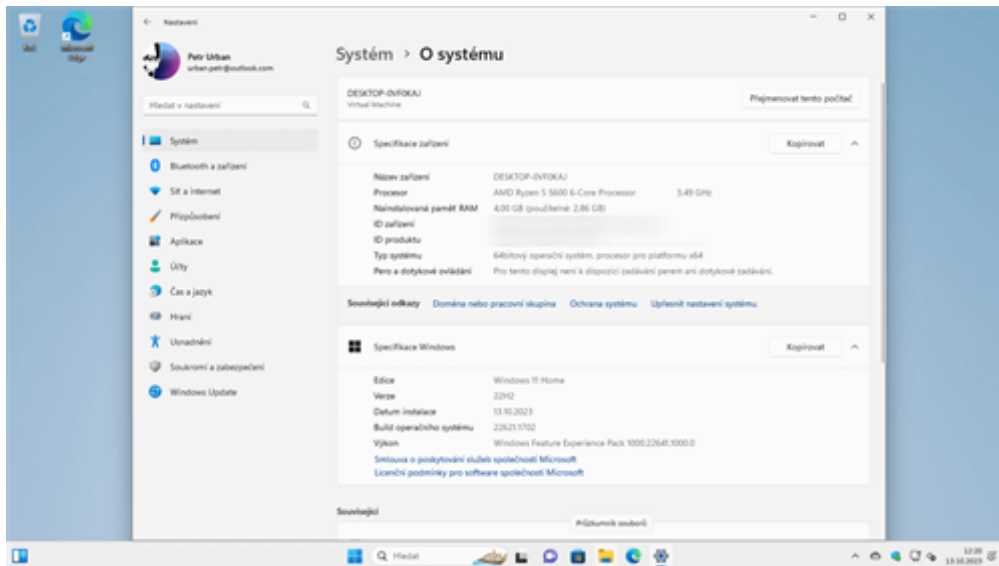 Nastavení
Petr Urban
urban.petr@outlook.com
Hledat v nastavení
Systém
Bluetooth a zařízení
Síť a internet
Přizpůsobení
Aplikace
Účty
Čas a jazyk
Hraní
Usnadnění
Soukromí a zabezpečení
Windows Update
Systém > O systému
DESKTOP-0VF0KAJ
Virtual Machine
Přejmenovat tento počítač
Specifikace zařízení
Kopírovat
Název zařízení DESKTOP-0VF0KAJ
Procesor AMD Ryzen 5 5600 6-Core Processor 3.49 GHz
Nainstalovaná paměť RAM 4,00 GB (použitelné: 2,86 GB)
ID zařízení
ID produktu
Typ systému 64bitový operační systém, procesor pro platformu x64
Pero a dotykové ovládání Pro tento displej není k dispozici zadávání perem ani dotykové zadávání.
Související odkazy Doména nebo pracovní skupina Ochrana systému Upřesnit nastavení systému
Specifikace Windows
Kopírovat
Edice Windows 11 Home
Verze 22H2
Datum instalace 13.10.2023
Build operačního systému 22621.1702
Výkon Windows Feature Experience Pack 1000.22641.1000.0
Smlouva o poskytování služeb společnosti Microsoft
Licenční podmínky pro software společnosti Microsoft
Související
Průzkumník souborů
Microsoft
Edge
Hledat
12:20
13.10.2023